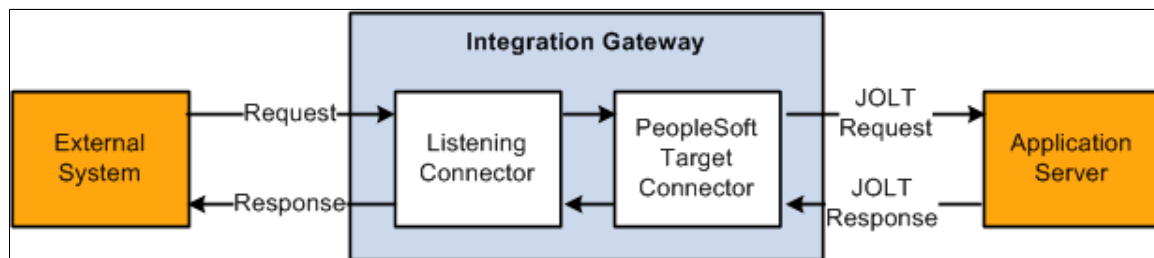 Integration Gateway
External
System
Request
Response
Listening
Connector
PeopleSoft
Target
Connector
JOLT
Request
JOLT
Response
Application
Server